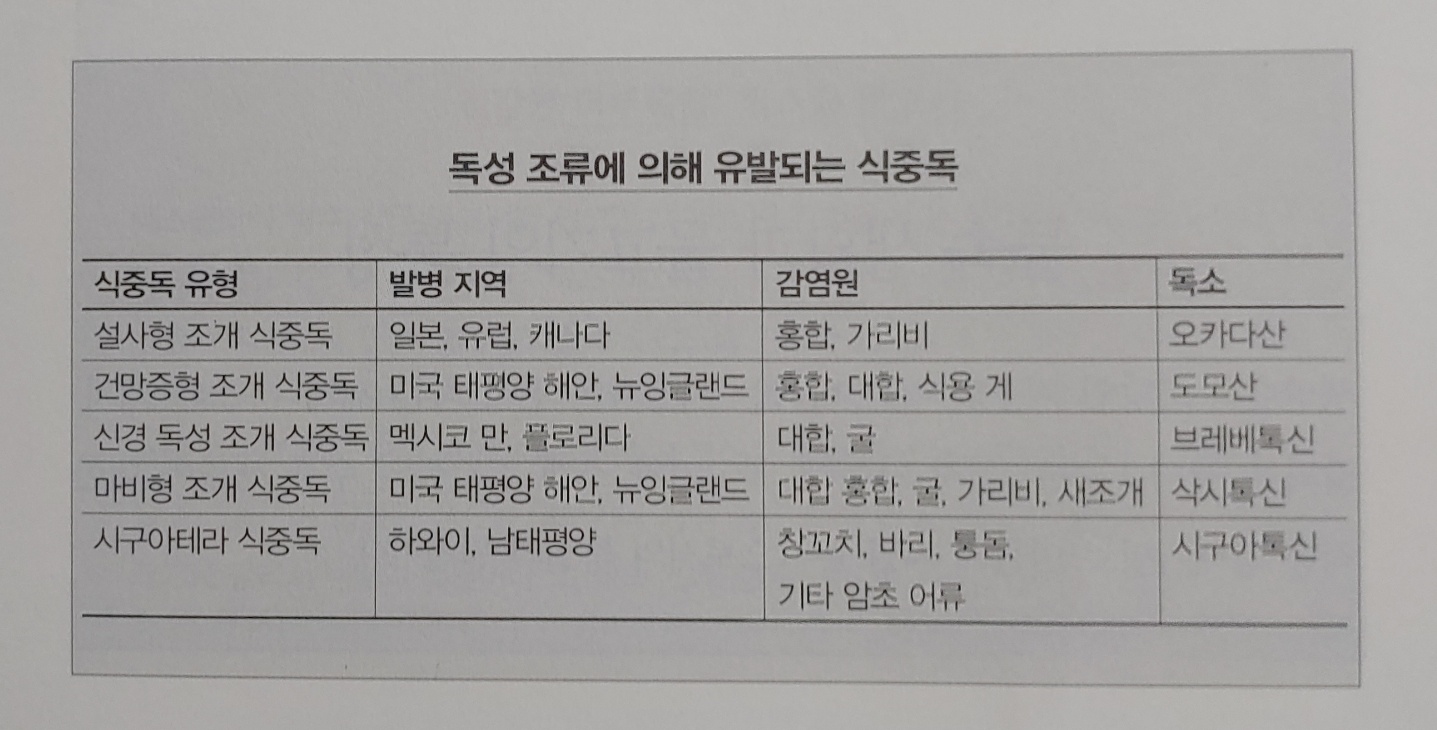 독성 조류에 의해 유발되는 식중독
식중독 유형 발병 지역 감염원 독소
설사형 조개 식중독 일본, 유럽, 캐나다 홍합, 가리비 오카다산
건망증형 조개 식중독 미국 태평양 해안, 뉴잉글랜드 홍합, 대합, 식용 게 도모산
신경 독성 조개 식중독 멕시코 만, 플로리다 대합, 굴 브레베톡신
마비형 조개 식중독 미국 태평양 해안, 뉴잉글랜드 대합 홍합, 굴, 가리비, 새조개 삭시톡신
시구아테라 식중독 하와이, 남태평양 창꼬치, 바리, 퉁돔, 시구아톡신
기타 암초 어류